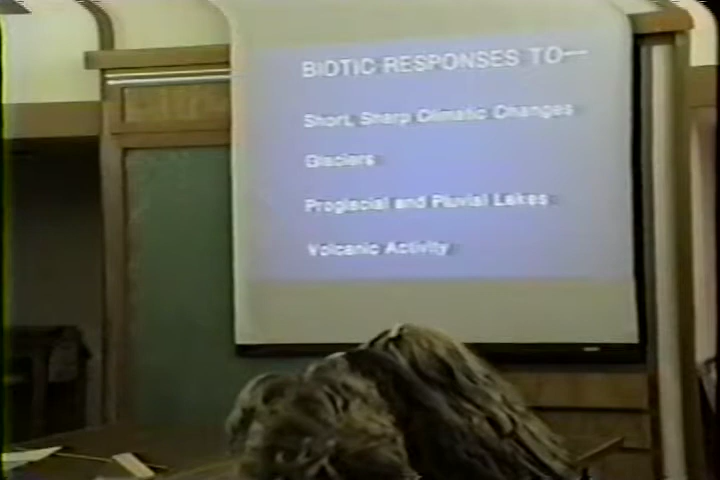 BIOTIC RESPONSES TO—
Short, Sharp Climatic Changes
Glaciers
Proglacial and Pluvial Lakes
Volcanic Activity